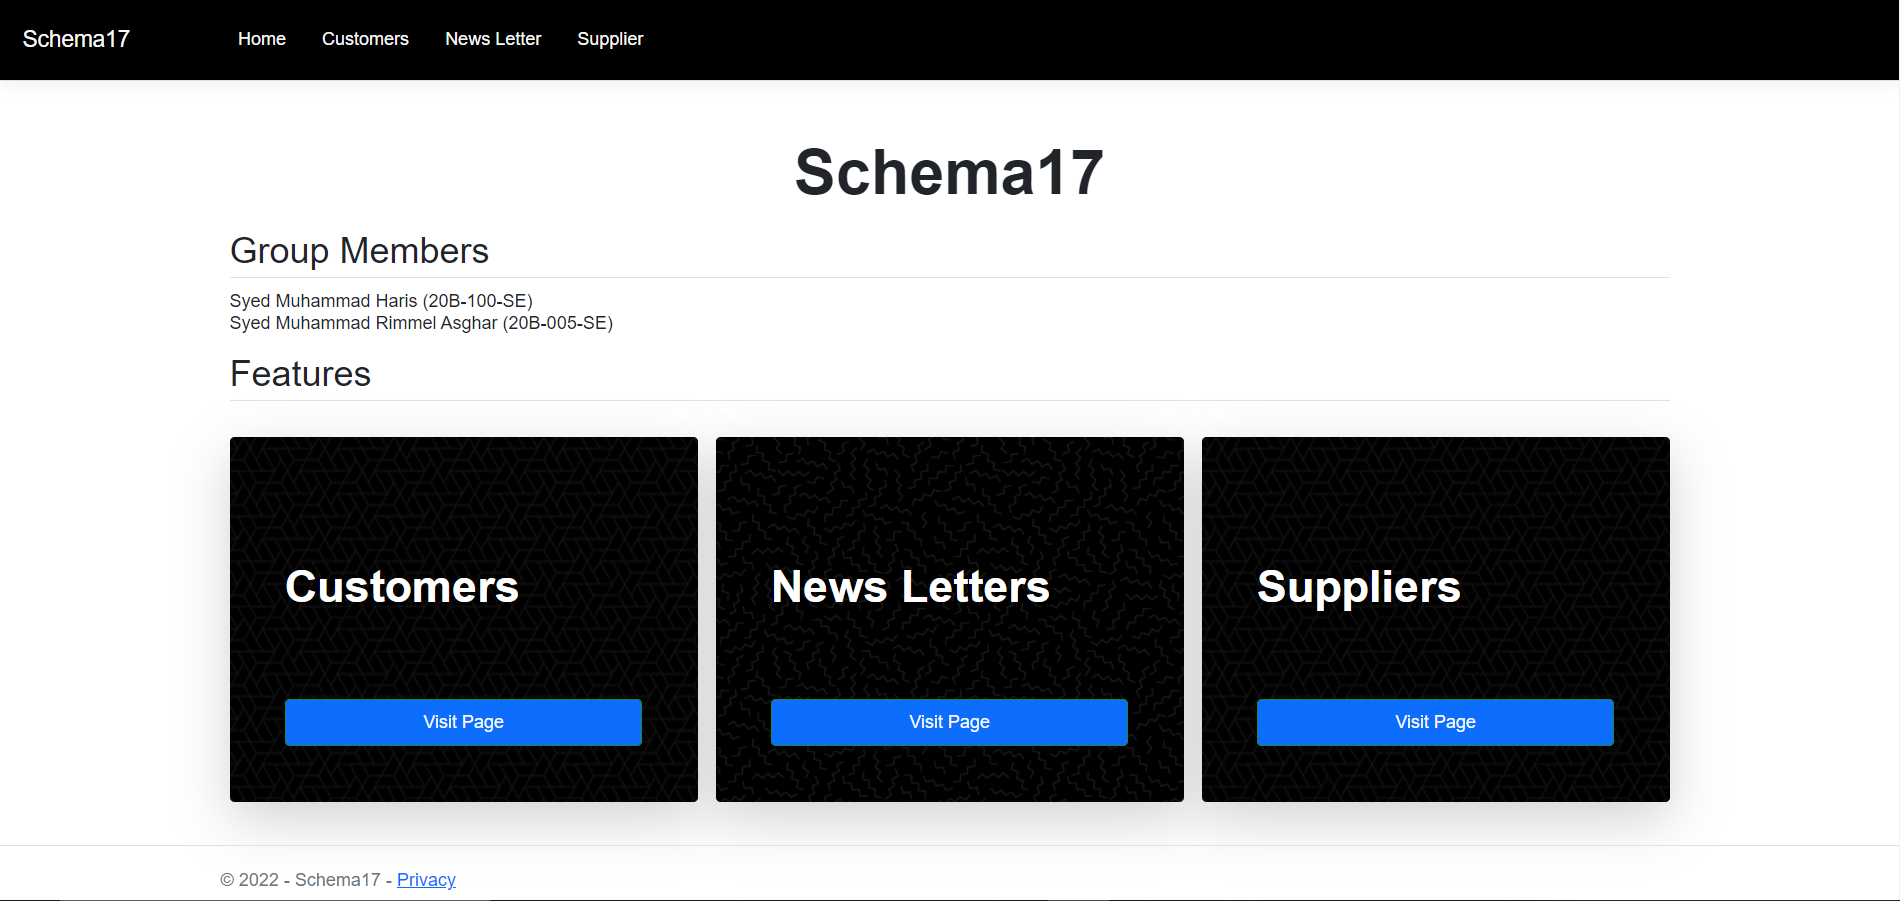 Schema17
Home Customers News Letter Supplier
Schema17
Group Members
Syed Muhammad Haris (20B-100-SE)
Syed Muhammad Rimmel Asghar (20B-005-SE)
Features
Customers
Visit Page
News Letters
Visit Page
Suppliers
Visit Page
© 2022 - Schema17 - Privacy